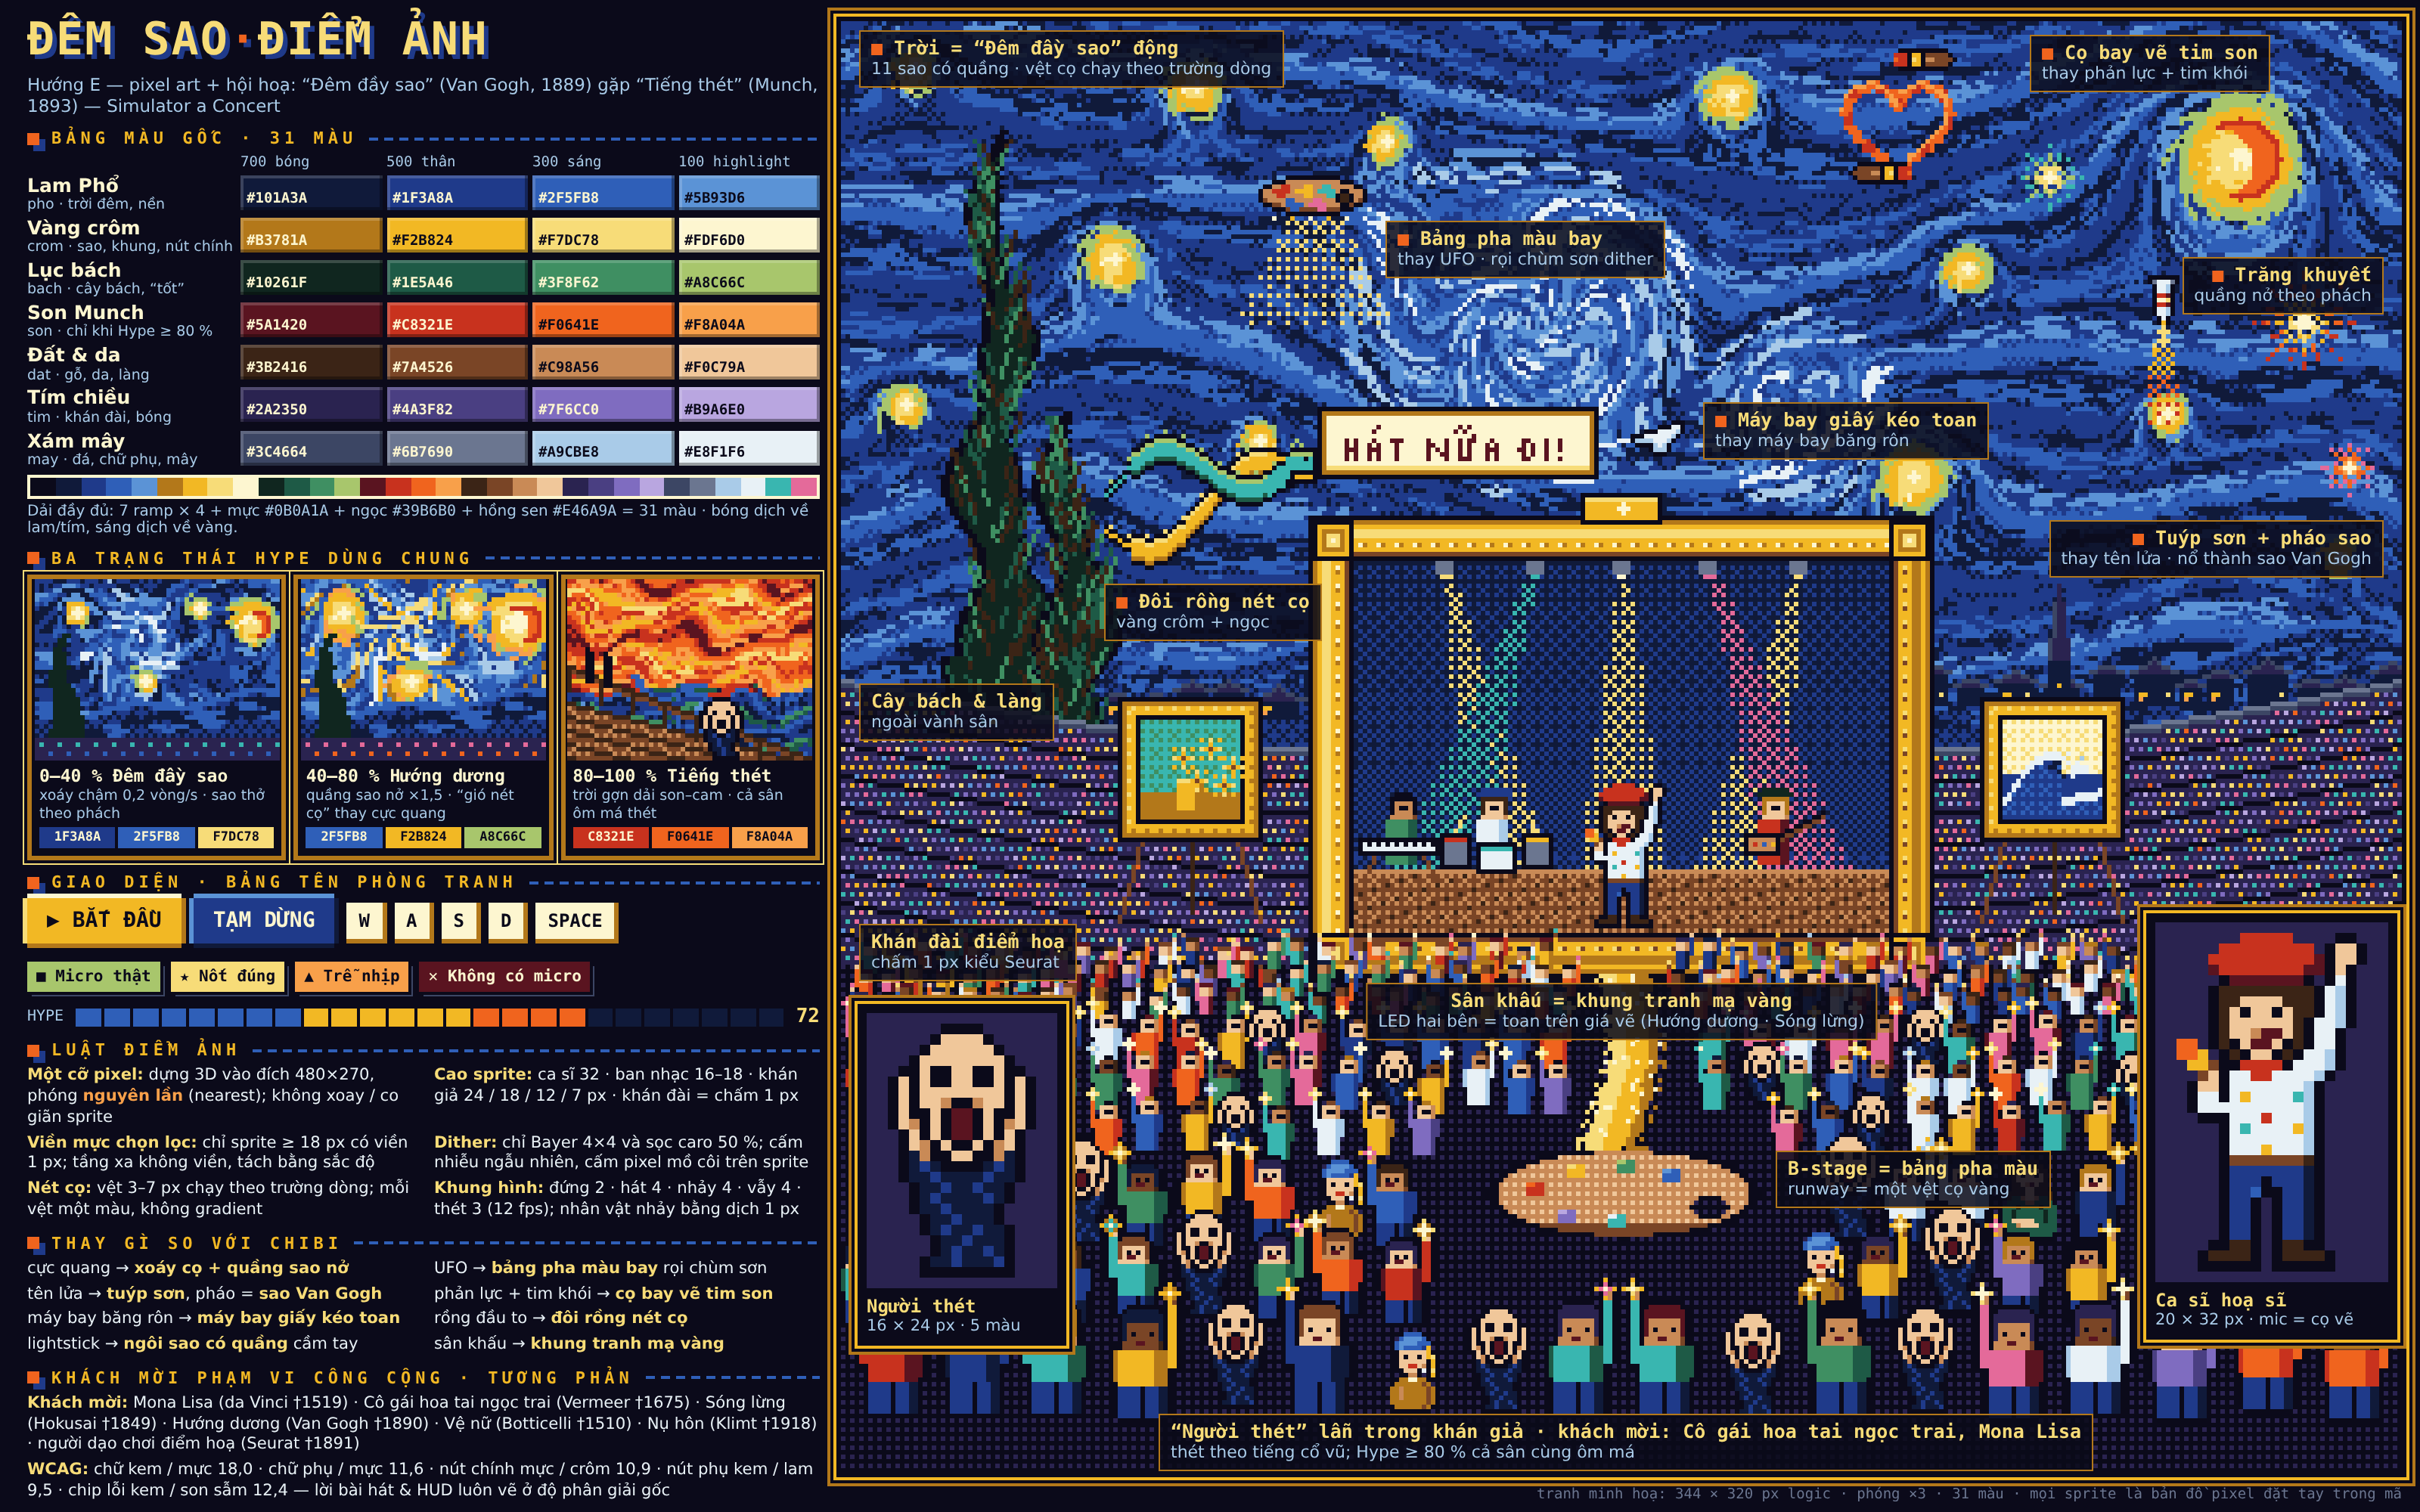 ĐÊM SAO·ĐIỂM ẢNH
Hướng E — pixel art + hội hoạ: “Đêm đầy sao” (Van Gogh, 1889) gặp “Tiếng thét” (Munch,
1893) — Simulator a Concert
BẢNG MÀU GỐC · 31 MÀU
700 bóng 500 thân 300 sáng 100 highlight
Lam Phổ
pho · trời đêm, nền
#101A3A #1F3A8A #2F5FB8 #5B93D6
Vàng crôm
crom · sao, khung, nút chính
#B3781A #F2B824 #F7DC78 #FDF6D0
Lục bách
bach · cây bách, “tốt”
#10261F #1E5A46 #3F8F62 #A8C66C
Son Munch
son · chỉ khi Hype ≥ 80 %
#5A1420 #C8321E #F0641E #F8A04A
Đất & da
dat · gỗ, da, làng
#3B2416 #7A4526 #C98A56 #F0C79A
Tím chiều
tim · khán đài, bóng
#2A2350 #4A3F82 #7F6CC0 #B9A6E0
Xám mây
may · đá, chữ phụ, mây
#3C4664 #6B7690 #A9CBE8 #E8F1F6
Dải đầy đủ: 7 ramp × 4 + mực #0B0A1A + ngọc #39B6B0 + hồng sen #E46A9A = 31 màu · bóng dịch về
lam/tím, sáng dịch về vàng.
BA TRẠNG THÁI HYPE DÙNG CHUNG
0–40 % Đêm đầy sao
xoáy chậm 0,2 vòng/s · sao thở
theo phách
1F3A8A 2F5FB8 F7DC78
40–80 % Hướng dương
quầng sao nở ×1,5 · “gió nét
cọ” thay cực quang
2F5FB8 F2B824 A8C66C
80–100 % Tiếng thét
trời gợn dải son–cam · cả sân
ôm má thét
C8321E F0641E F8A04A
GIAO DIỆN · BẢNG TÊN PHÒNG TRANH
▶ BẮT ĐẦU TẠM DỪNG W A S D SPACE
■ Micro thật ★ Nốt đúng ▲ Trễ nhịp × Không có micro
HYPE 72
LUẬT ĐIỂM ẢNH
Một cỡ pixel: dựng 3D vào đích 480×270,
phóng nguyên lần (nearest); không xoay / co
giãn sprite
Cao sprite: ca sĩ 32 · ban nhạc 16–18 · khán
giả 24 / 18 / 12 / 7 px · khán đài = chấm 1 px
Viền mực chọn lọc: chỉ sprite ≥ 18 px có viền
1 px; tầng xa không viền, tách bằng sắc độ
Dither: chỉ Bayer 4×4 và sọc caro 50 %; cấm
nhiễu ngẫu nhiên, cấm pixel mồ côi trên sprite
Nét cọ: vệt 3–7 px chạy theo trường dòng; mỗi
vệt một màu, không gradient
Khung hình: đứng 2 · hát 4 · nhảy 4 · vẫy 4 ·
thét 3 (12 fps); nhân vật nhảy bằng dịch 1 px
THAY GÌ SO VỚI CHIBI
cực quang → xoáy cọ + quầng sao nở
UFO → bảng pha màu bay rọi chùm sơn
tên lửa → tuýp sơn, pháo = sao Van Gogh
phản lực + tim khói → cọ bay vẽ tim son
máy bay băng rôn → máy bay giấy kéo toan
rồng đầu to → đôi rồng nét cọ
lightstick → ngôi sao có quầng cầm tay
sân khấu → khung tranh mạ vàng
KHÁCH MỜI PHẠM VI CÔNG CỘNG · TƯƠNG PHẢN
Khách mời: Mona Lisa (da Vinci †1519) · Cô gái hoa tai ngọc trai (Vermeer †1675) · Sóng lừng
(Hokusai †1849) · Hướng dương (Van Gogh †1890) · Vệ nữ (Botticelli †1510) · Nụ hôn (Klimt †1918)
· người dạo chơi điểm hoạ (Seurat †1891)
WCAG: chữ kem / mực 18,0 · chữ phụ / mực 11,6 · nút chính mực / crôm 10,9 · nút phụ kem / lam
9,5 · chip lỗi kem / son sẫm 12,4 — lời bài hát & HUD luôn vẽ ở độ phân giải gốc
Trời = “Đêm đầy sao” động
11 sao có quầng · vệt cọ chạy theo trường dòng
Cọ bay vẽ tim son
thay phản lực + tim khói
Bảng pha màu bay
thay UFO · rọi chùm sơn dither
Trăng khuyết
quầng nở theo phách
HÁT NỮA ĐI!
Máy bay giấy kéo toan
thay máy bay băng rôn
Tuýp sơn + pháo sao
thay tên lửa · nổ thành sao Van Gogh
Đôi rồng nét cọ
vàng crôm + ngọc
Cây bách & làng
ngoài vành sân
Khán đài điểm hoạ
chấm 1 px kiểu Seurat
Sân khấu = khung tranh mạ vàng
LED hai bên = toan trên giá vẽ (Hướng dương · Sóng lừng)
B-stage = bảng pha màu
runway = một vệt cọ vàng
Người thét
16 × 24 px · 5 màu
Ca sĩ hoạ sĩ
20 × 32 px · mic = cọ vẽ
“Người thét” lẫn trong khán giả · khách mời: Cô gái hoa tai ngọc trai, Mona Lisa
thét theo tiếng cổ vũ; Hype ≥ 80 % cả sân cùng ôm má
tranh minh hoạ: 344 × 320 px logic · phóng ×3 · 31 màu · mọi sprite là bản đồ pixel đặt tay trong mã